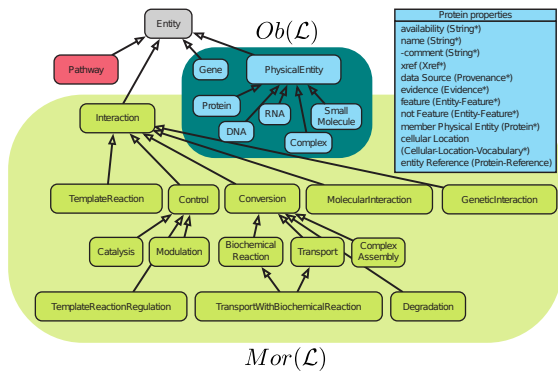 Entity
Ob(𝓛)
Pathway
Gene
PhysicalEntity
Protein
DNA
RNA
Small
Molecule
Complex
Protein properties
availability (String*)
name (String*)
-comment (String*)
xref (Xref*)
data Source (Provenance*)
evidence (Evidence*)
feature (Entity-Feature*)
not Feature (Entity-Feature*)
member Physical Entity (Protein*)
cellular Location
(Cellular-Location-Vocabulary*)
entity Reference (Protein-Reference)
Interaction
TemplateReaction
Control
Conversion
MolecularInteraction
GeneticInteraction
Catalysis
Modulation
Biochemical
Reaction
Transport
Complex
Assembly
TemplateReactionRegulation
TransportWithBiochemicalReaction
Degradation
Mor(𝓛)